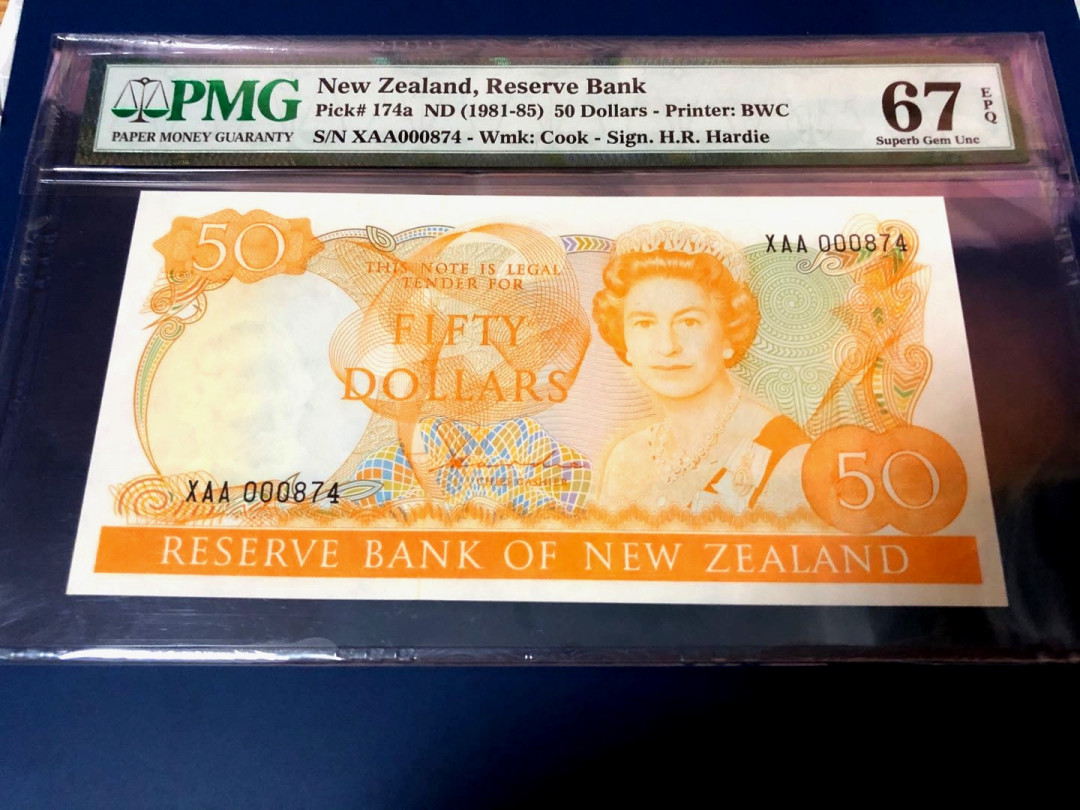 PMG
PAPER MONEY GUARANTY
New Zealand, Reserve Bank
Pick# 174a ND (1981-85) 50 Dollars - Printer: BWC
S/N XAA000874 - Wmk: Cook - Sign. H.R. Hardie
67
EPQ
Superb Gem Unc
50
XAA 000874
THIS NOTE IS LEGAL
TENDER FOR
FIFTY
DOLLARS
50
CHIEF CASHIER
XAA 000874
RESERVE BANK OF NEW ZEALAND